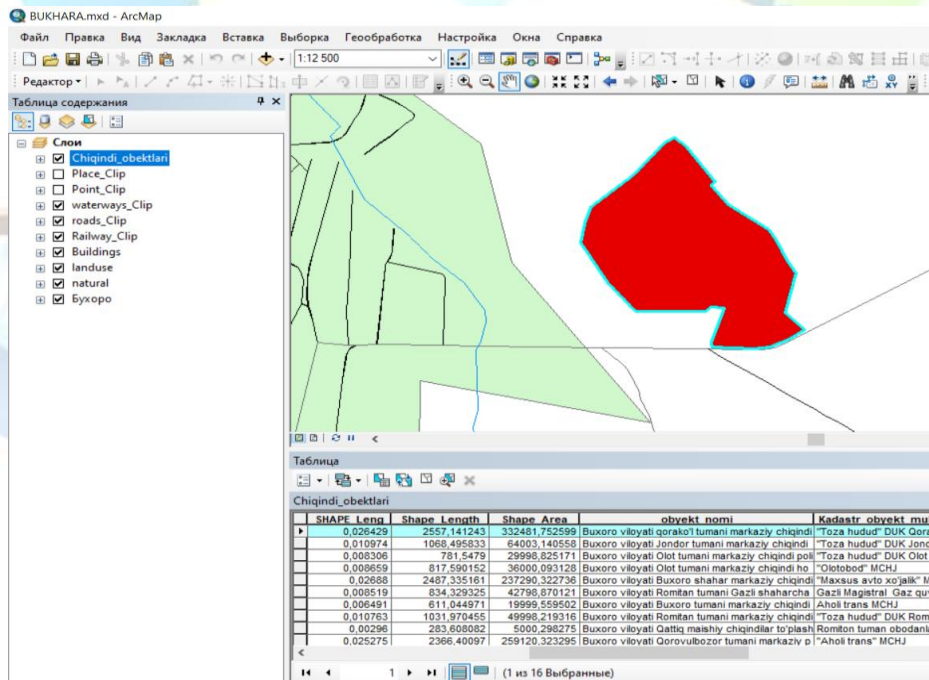 BUKHARA.mxd - ArcMap
Файл Правка Вид Закладка Вставка Выборка Геообработка Настройка Окна Справка
1:12 500
Редактор
Таблица содержания
Слои
Chiqindi_obektlari
Place_Clip
Point_Clip
waterways_Clip
roads_Clip
Railway_Clip
Buildings
landuse
natural
Бухоро
Таблица
Chiqindi_obektlari
SHAPE_Leng Shape_Length Shape_Area obyekt_nomi Kadastr_obyekt_mu
0,026429 2557,141243 332481,752599 Buxoro viloyati qorako'l tumani markaziy chiqindi "Toza hudud" DUK Qora
0,010974 1068,495833 64003,140558 Buxoro viloyati Jondor tumani markaziy chiqindi "Toza hudud" DUK Jond
0,008306 781,5479 29998,825171 Buxoro viloyati Olot tumani markaziy chiqindi poli "Toza hudud" DUK Olot
0,008659 817,590152 36000,093128 Buxoro viloyati Olot tumani markaziy chiqindi ho "Olotobod" MCHJ
0,02688 2487,335161 237290,322736 Buxoro viloyati Buxoro shahar markaziy chiqindi "Maxsus avto xo'jalik" M
0,008519 834,329325 42798,870121 Buxoro viloyati Romitan tumani Gazli shaharcha Gazli Magistral Gaz quv
0,006491 611,044971 19999,559502 Buxoro viloyati Buxoro tumani markaziy chiqindi Aholi trans MCHJ
0,010763 1031,970455 49998,219316 Buxoro viloyati Romitan tumani markaziy chiqindi "Toza hudud" DUK Rom
0,00296 283,608082 5000,298275 Buxoro viloyati Qattiq maishiy chiqindilar to'plash Romiton tuman obodanla
0,025275 2366,40097 259120,323295 Buxoro viloyati Qorovulbozor tumani markaziy p "Aholi trans" MCHJ
1 (1 из 16 Выбранные)